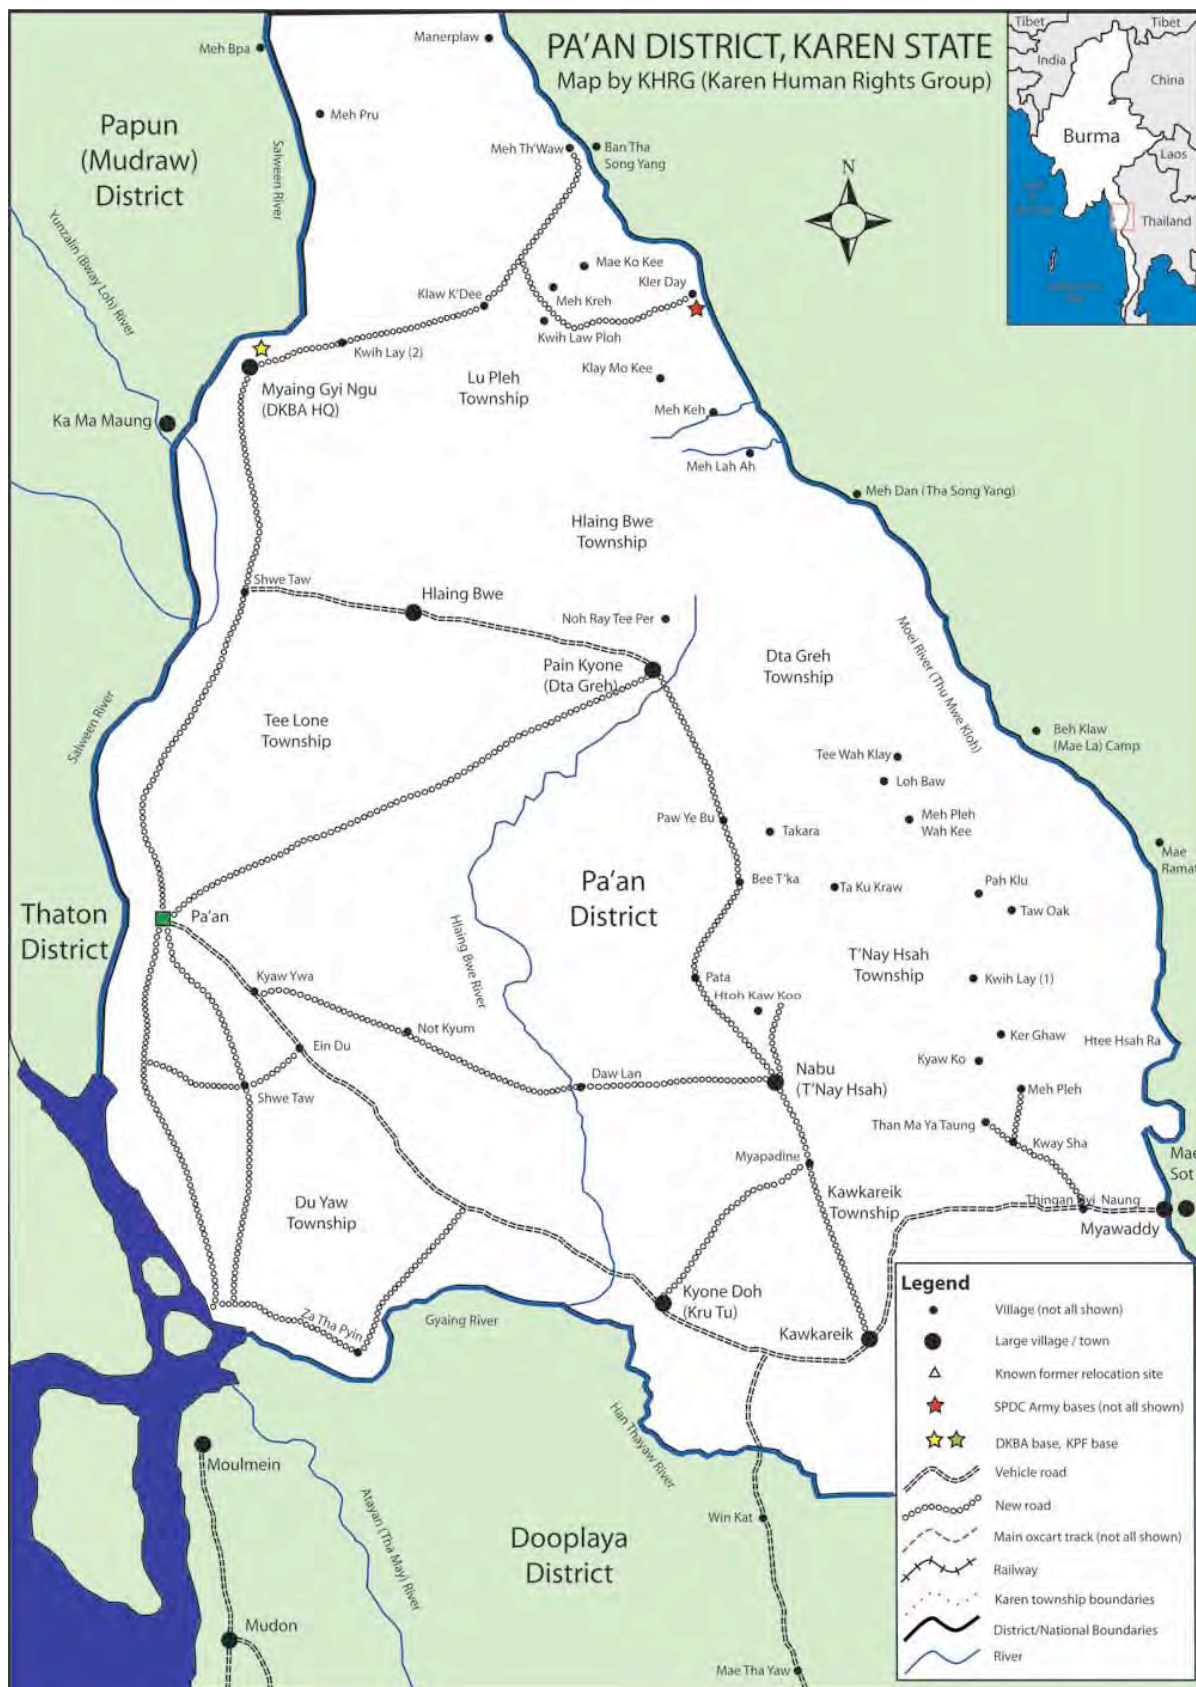 PA'AN DISTRICT, KAREN STATE
Map by KHRG (Karen Human Rights Group)
Tibet
Tibet
India
China
Burma
Laos
Thailand
Meh Bpa
Manerplaw
Meh Pru
Papun
(Mudraw)
District
Salween River
Yunzalin (Bway Loh) River
Meh Th'Waw
Ban Tha
Song Yang
N
Mae Ko Kee
Kler Day
Klaw K'Dee
Meh Kreh
Kwih Law Ploh
Kwih Lay (2)
Myaing Gyi Ngu
(DKBA HQ)
Lu Pleh
Township
Klay Mo Kee
Ka Ma Maung
Meh Keh
Meh Lah Ah
Meh Dan (Tha Song Yang)
Hlaing Bwe
Township
Shwe Taw
Hlaing Bwe
Noh Ray Tee Per
Moei River (Thu Mwe Kloh)
Pain Kyone
(Dta Greh)
Dta Greh
Township
Salween River
Tee Lone
Township
Beh Klaw
(Mae La) Camp
Tee Wah Klay
Loh Baw
Paw Ye Bu
Takara
Meh Pleh
Wah Kee
Mae
Ramat
Pa'an
District
Bee T'ka
Ta Ku Kraw
Pah Klu
Taw Oak
Thaton
District
Pa'an
Hlaing Bwe River
T'Nay Hsah
Township
Kyaw Ywa
Pata
Kwih Lay (1)
Htoh Kaw Koo
Not Kyum
Ein Du
Ker Ghaw
Htee Hsah Ra
Kyaw Ko
Daw Lan
Nabu
(T'Nay Hsah)
Shwe Taw
Meh Pleh
Than Ma Ya Taung
Kway Sha
Myapadine
Mae
Sot
Du Yaw
Township
Kawkareik
Township
Thingan Nyi Naung
Myawaddy
Kyone Doh
(Kru Tu)
Za Tha Pyin
Gyaing River
Kawkareik
Han Thayaw River
Moulmein
Atayan (Tha May) River
Dooplaya
District
Win Kat
Mudon
Mae Tha Yaw
Legend
Village (not all shown)
Large village / town
Known former relocation site
SPDC Army bases (not all shown)
DKBA base, KPF base
Vehicle road
New road
Main oxcart track (not all shown)
Railway
Karen township boundaries
District/National Boundaries
River